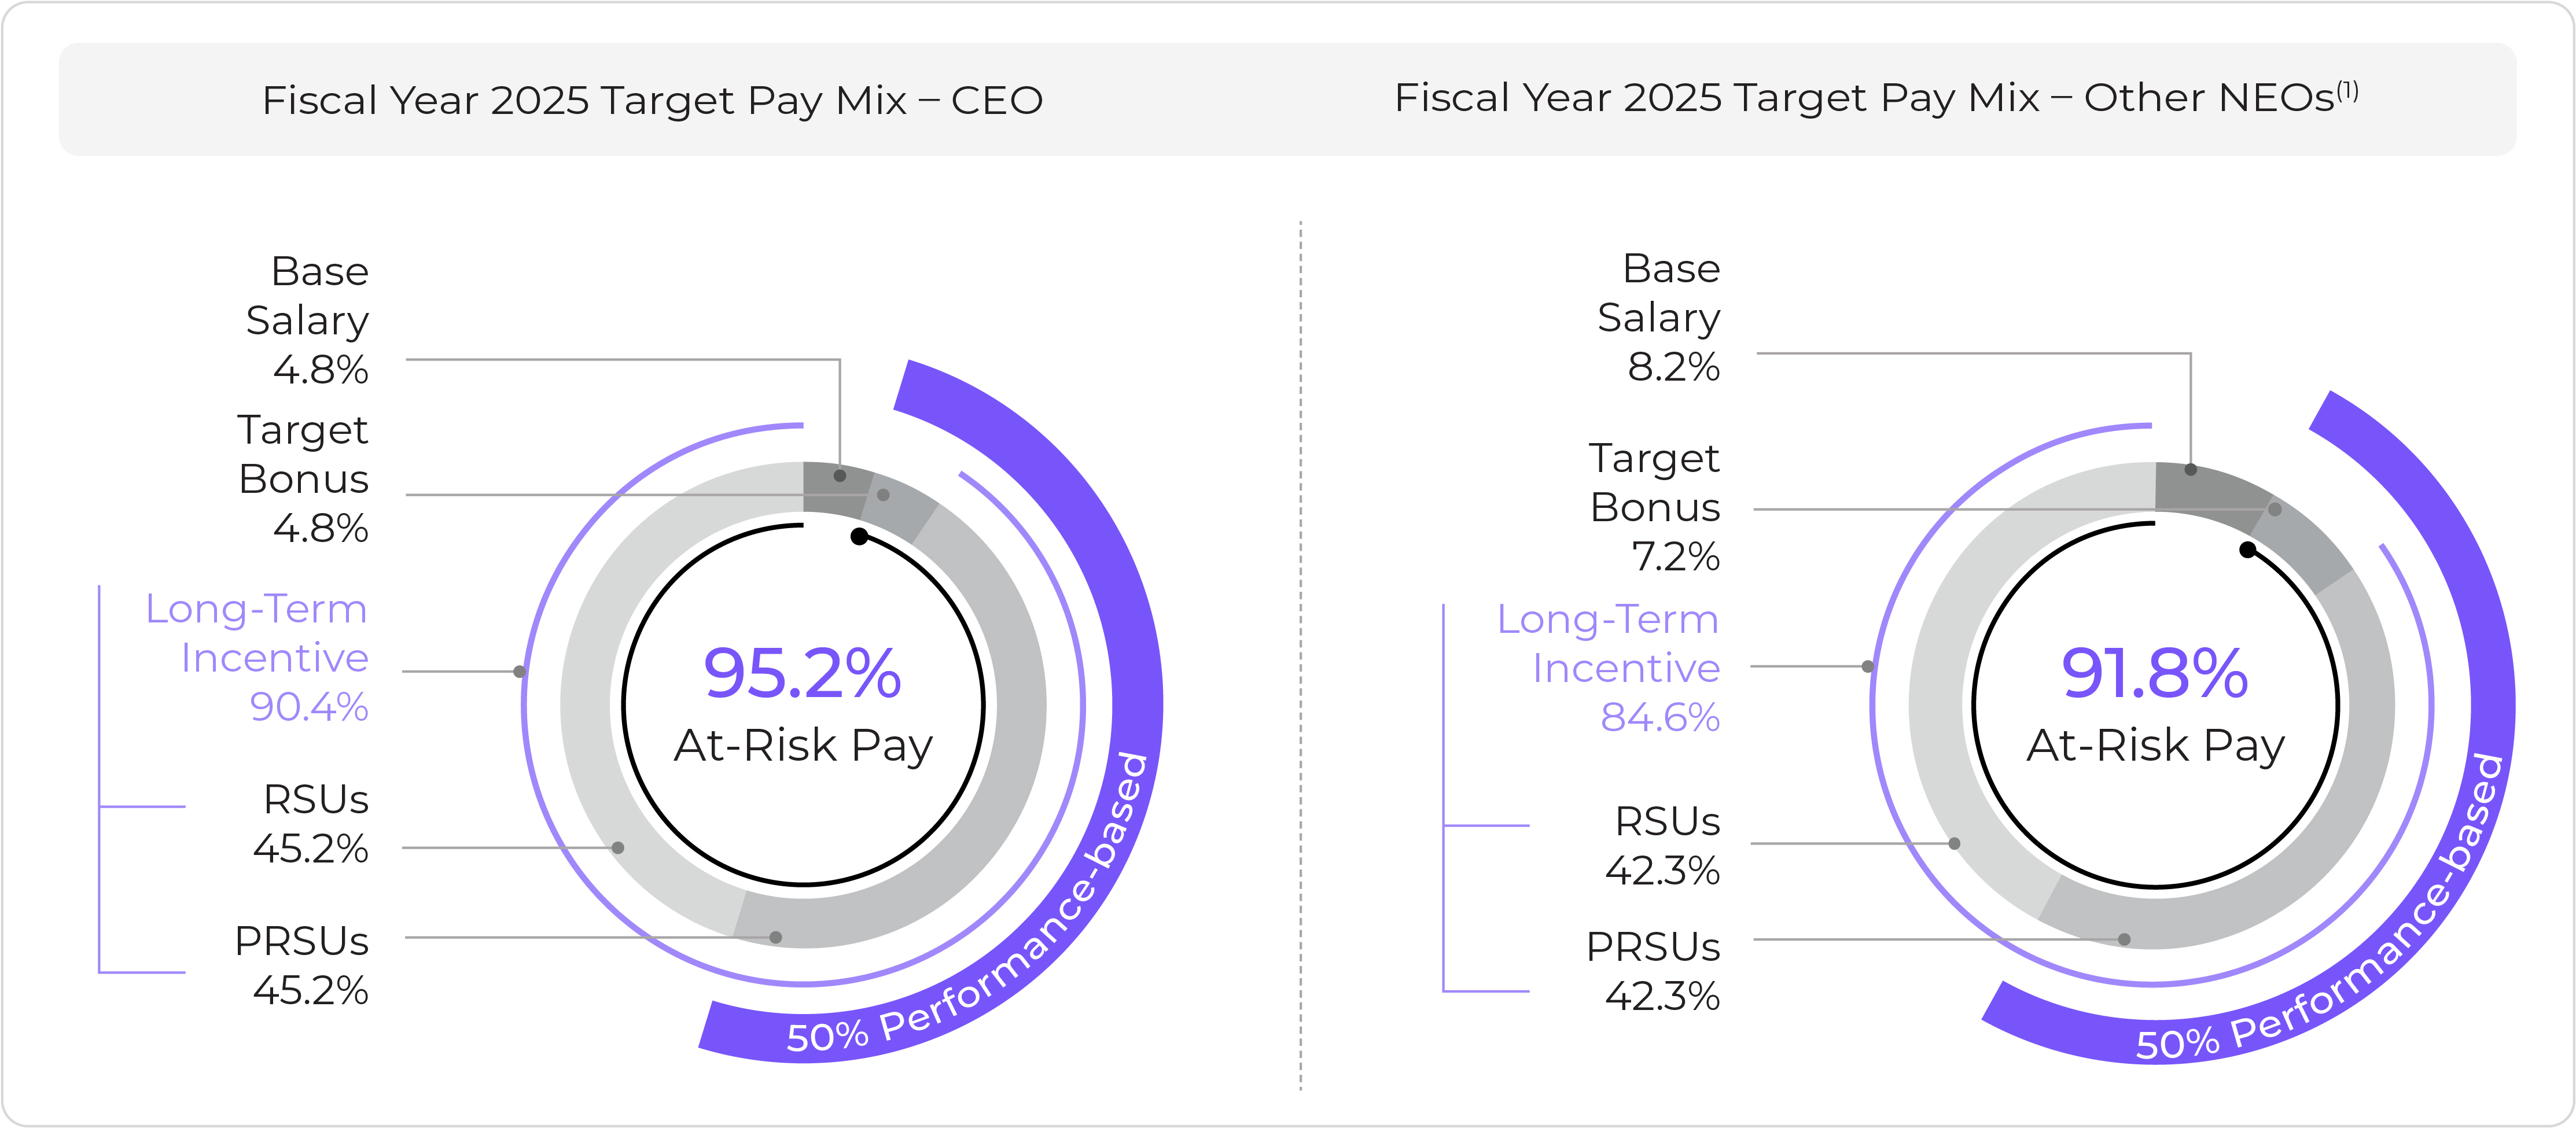 Fiscal Year 2025 Target Pay Mix – CEO
Base
Salary
4.8%
Target
Bonus
4.8%
Long-Term
Incentive
90.4%
RSUs
45.2%
PRSUs
45.2%
95.2%
At-Risk Pay
50% Performance-based
Fiscal Year 2025 Target Pay Mix – Other NEOs(1)
Base
Salary
8.2%
Target
Bonus
7.2%
Long-Term
Incentive
84.6%
RSUs
42.3%
PRSUs
42.3%
91.8%
At-Risk Pay
50% Performance-based